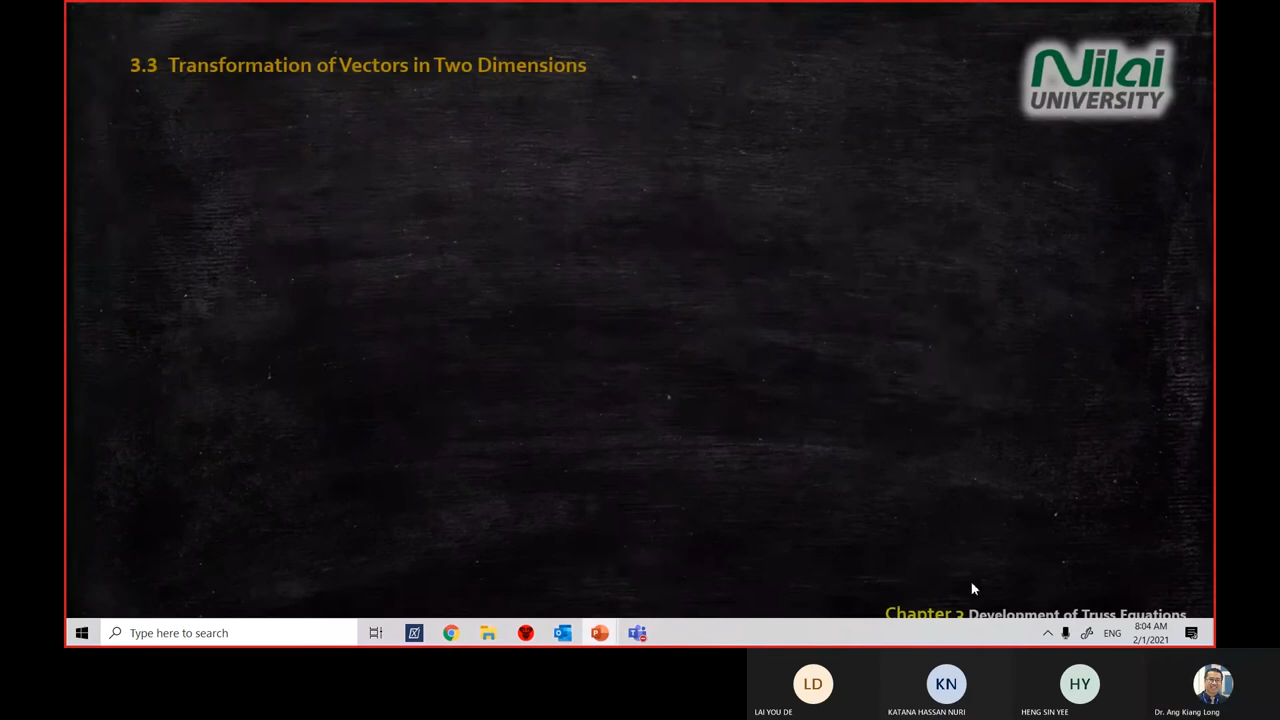 3.3 Transformation of Vectors in Two Dimensions
Nilai
UNIVERSITY
Chapter 3 Development of Truss Equations
Type here to search
ENG
8:04 AM
2/1/2021
LD
KN
HY
LAI YOU DE
KATANA HASSAN NURI
HENG SIN YEE
Dr. Ang Kiang Long